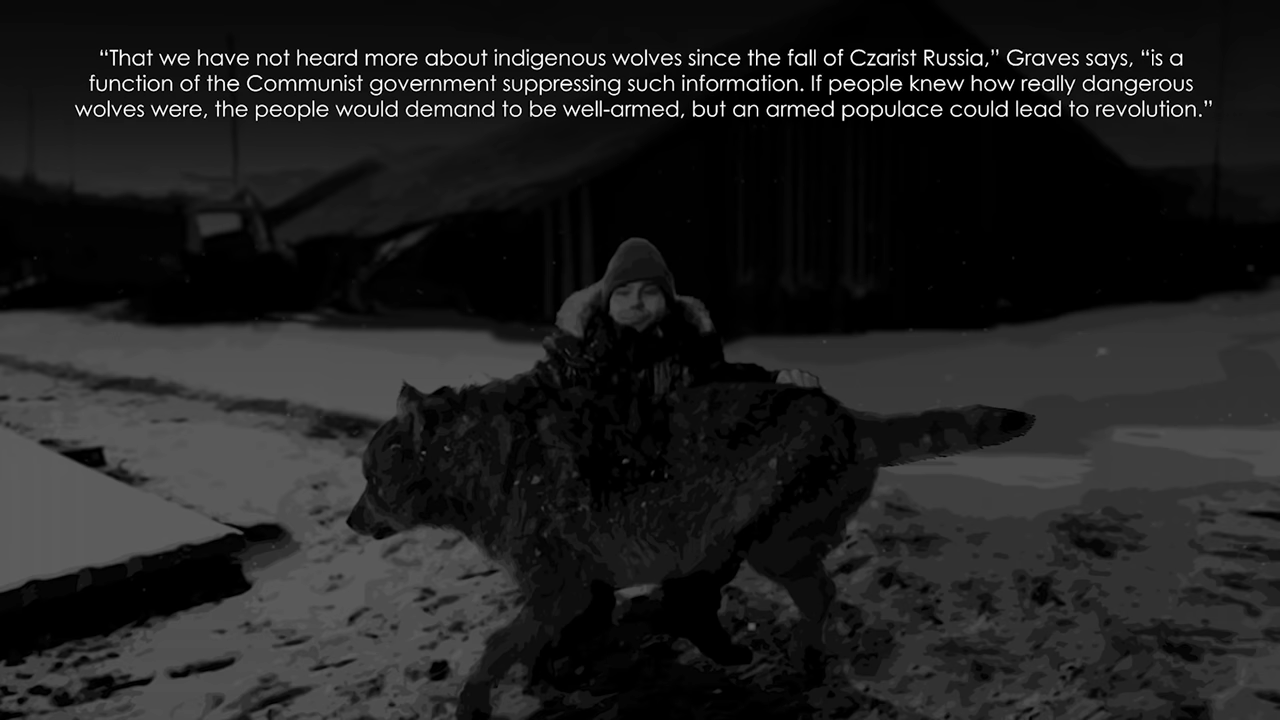 “That we have not heard more about indigenous wolves since the fall of Czarist Russia,” Graves says, “is a
function of the Communist government suppressing such information. If people knew how really dangerous
wolves were, the people would demand to be well-armed, but an armed populace could lead to revolution.”